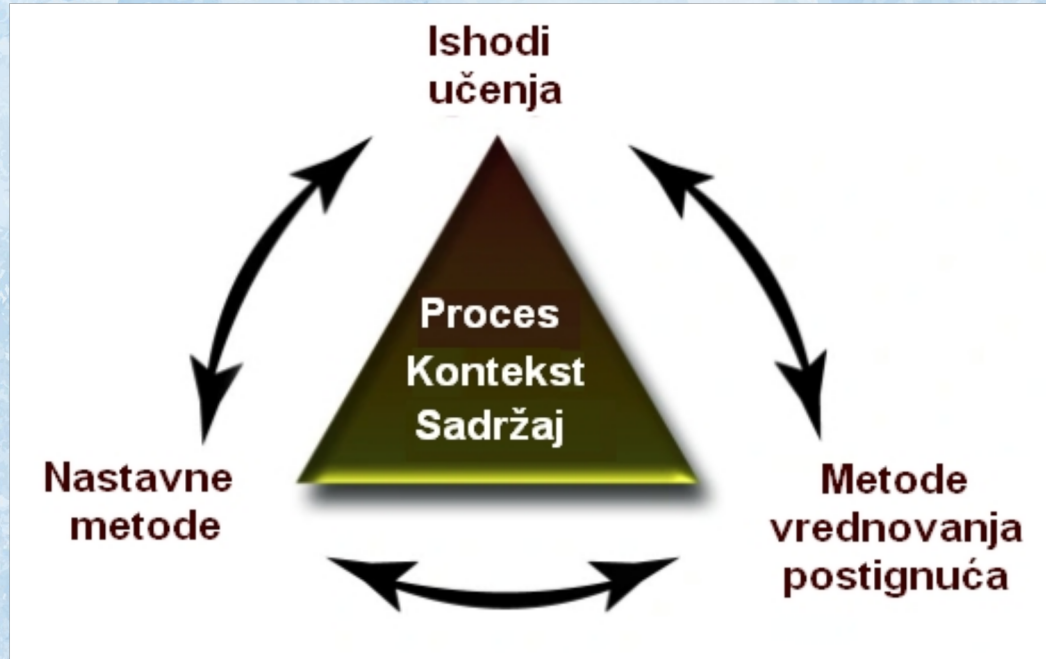 Ishodi
učenja
Proces
Kontekst
Sadržaj
Nastavne
metode
Metode
vrednovanja
postignuća